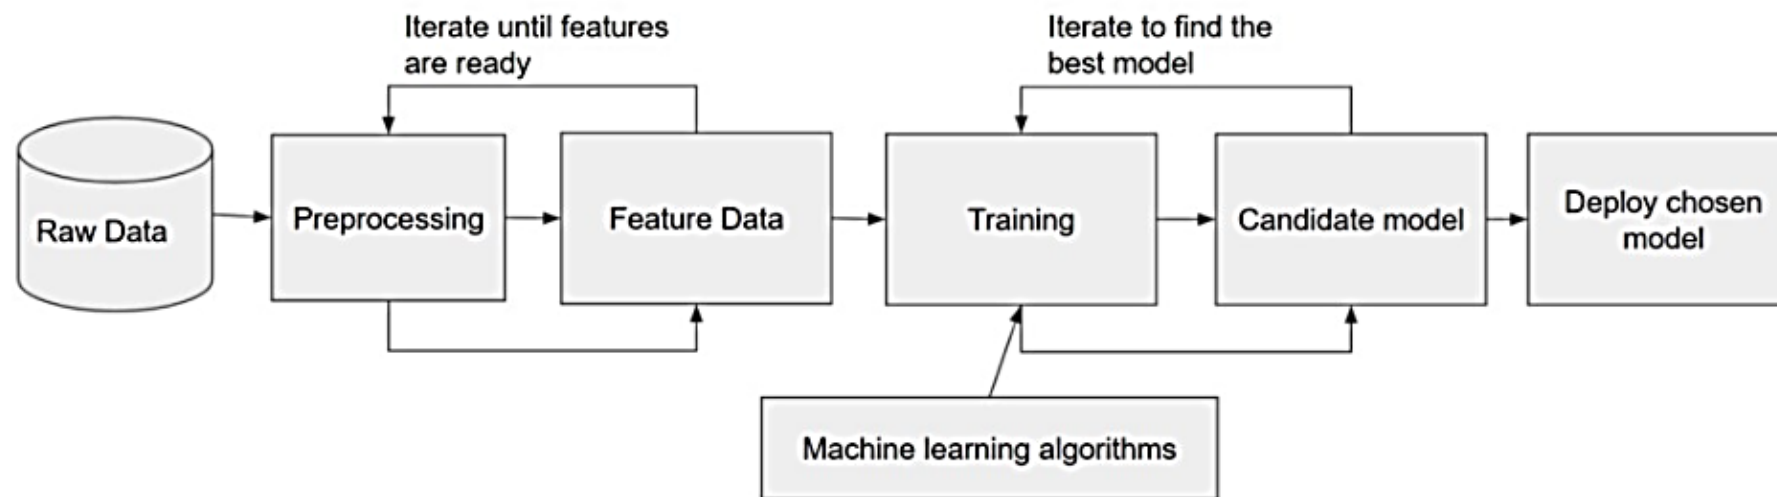 Iterate until features
are ready
Iterate to find the
best model
Raw Data
Preprocessing
Feature Data
Training
Candidate model
Deploy chosen
model
Machine learning algorithms